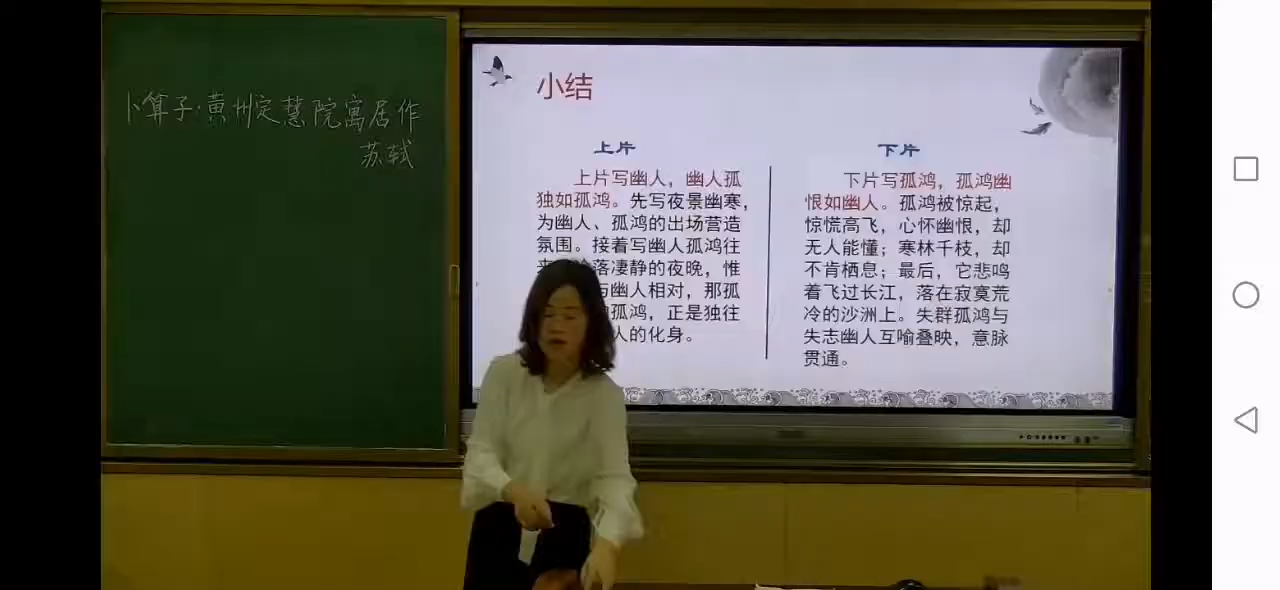 卜算子·黄州定慧院寓居作
苏轼
小结
上片
上片写幽人，幽人孤
独如孤鸿。先写夜景幽寒，
为幽人、孤鸿的出场营造
氛围。接着写幽人孤鸿往
落凄静的夜晚，惟
与幽人相对，那孤
孤鸿，正是独往
人的化身。
下片
下片写孤鸿，孤鸿幽
恨如幽人。孤鸿被惊起，
惊慌高飞，心怀幽恨，却
无人能懂；寒林千枝，却
不肯栖息；最后，它悲鸣
着飞过长江，落在寂寞荒
冷的沙洲上。失群孤鸿与
失志幽人互喻叠映，意脉
贯通。